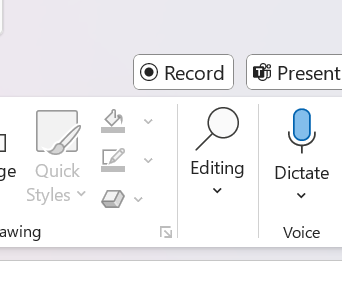 Record
Present
ge
Quick
Styles
Editing
Dictate
awing
Voice